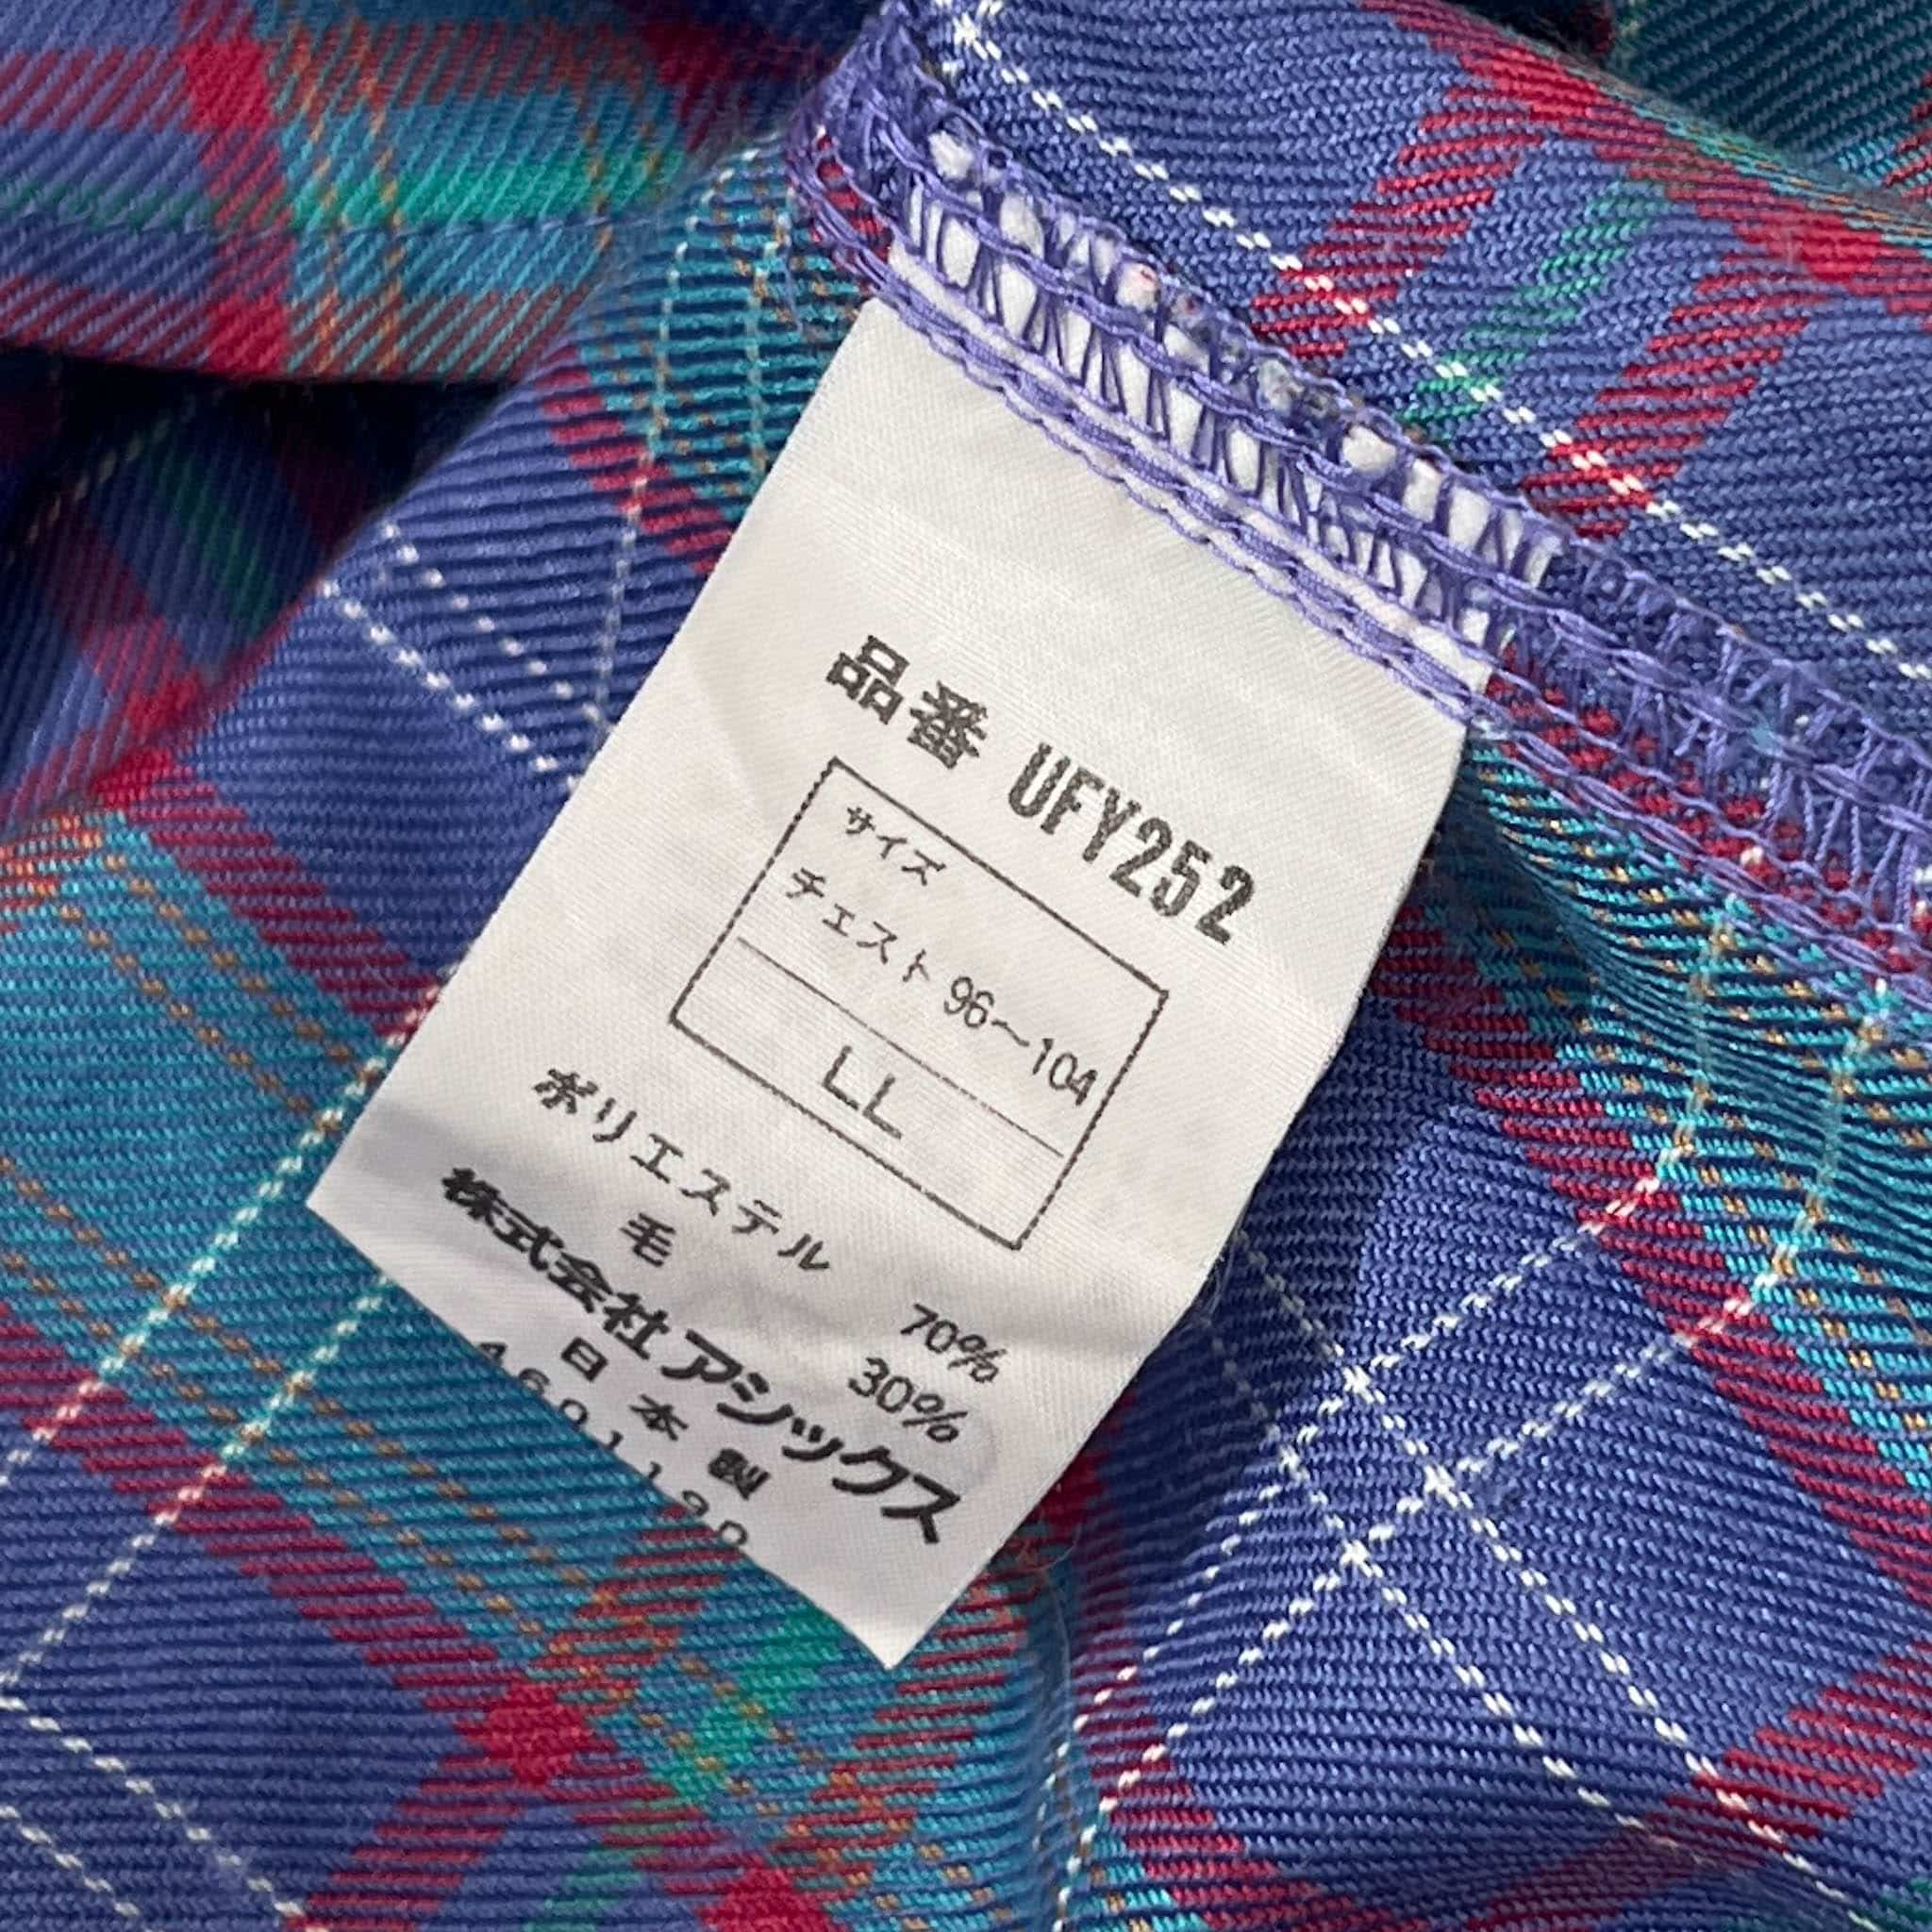 品番 UFY252
サイズ
チェスト 96～104
LL
ポリエステル 70%
毛 30%
株式会社アシックス
日本製